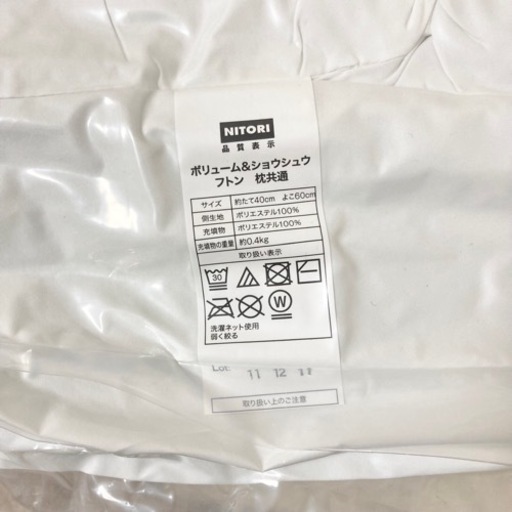 NITORI
品質表示
ボリューム&ショウシュウ
フトン 枕共通
サイズ 約たて40cm よこ60cm
側生地 ポリエステル100%
充填物 ポリエステル100%
充填物の重量 約0.4kg
取り扱い表示
30
W
洗濯ネット使用
弱く絞る
Lot: 11 12 11
取り扱い上のご注意